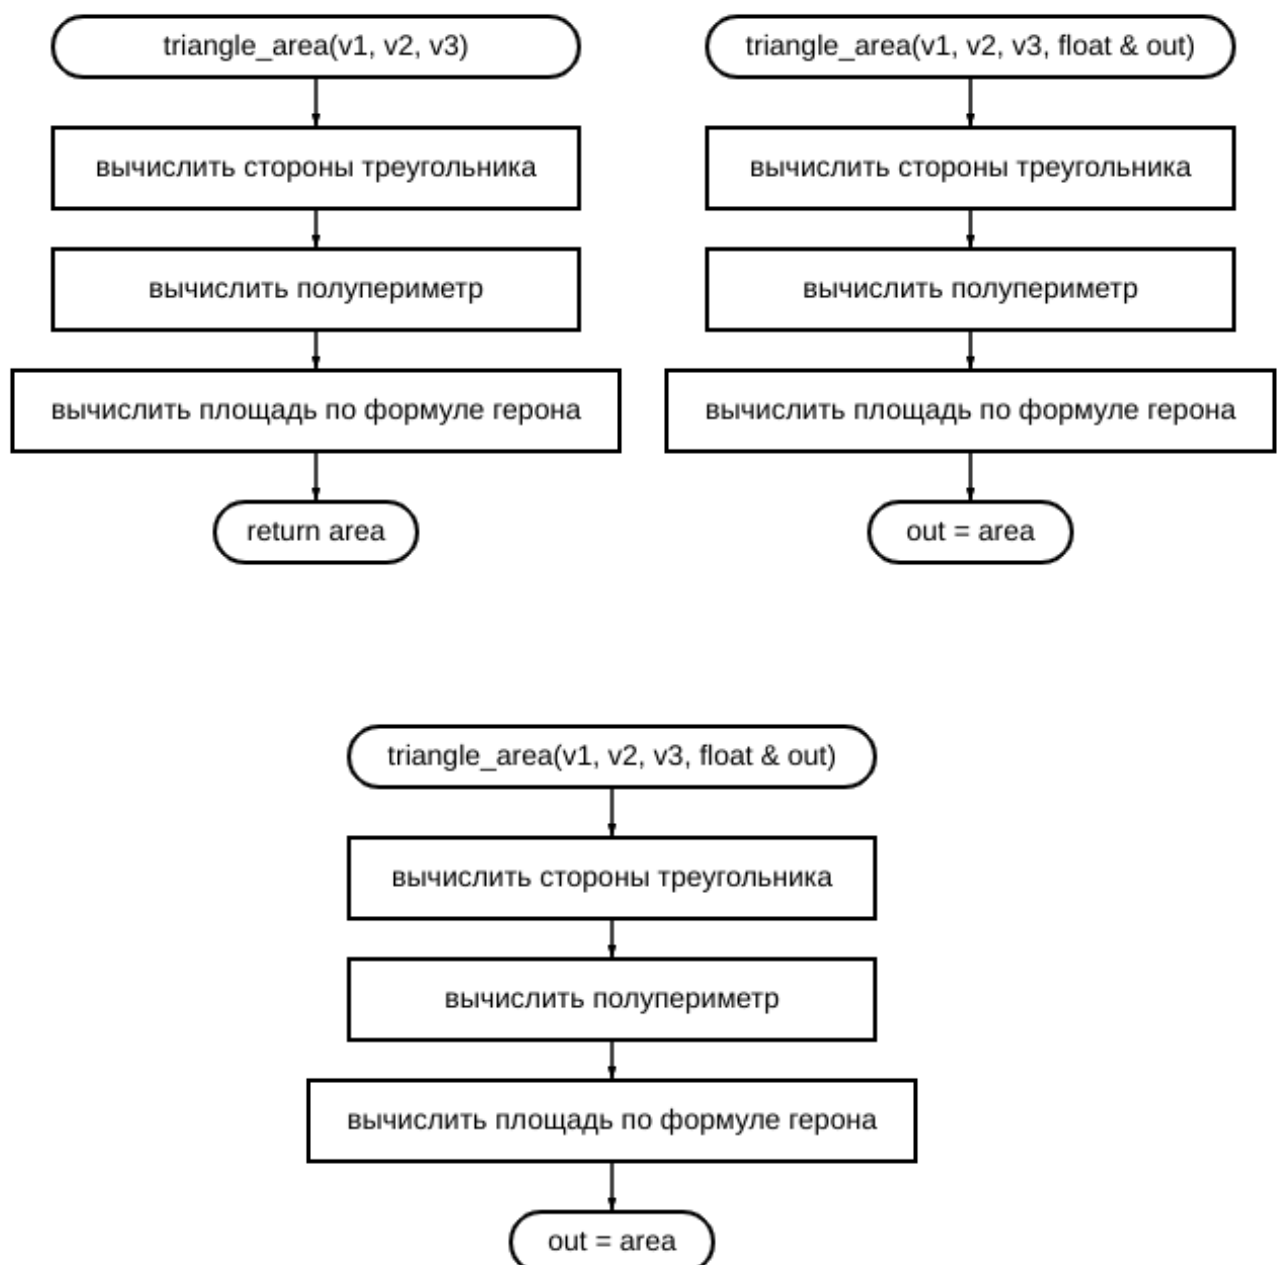 triangle_area(v1, v2, v3)
вычислить стороны треугольника
вычислить полупериметр
вычислить площадь по формуле герона
return area
triangle_area(v1, v2, v3, float & out)
вычислить стороны треугольника
вычислить полупериметр
вычислить площадь по формуле герона
out = area
triangle_area(v1, v2, v3, float & out)
вычислить стороны треугольника
вычислить полупериметр
вычислить площадь по формуле герона
out = area